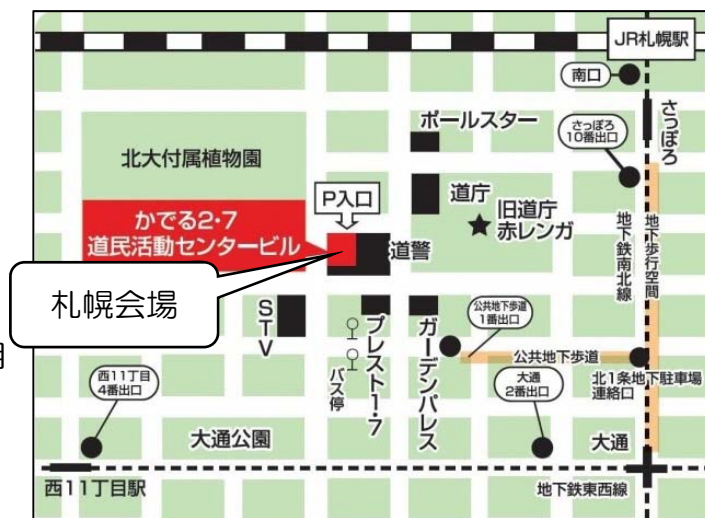 JR札幌駅
南口
さっぽろ
さっぽろ
10番出口
ポールスター
北大付属植物園
P入口
道庁
旧道庁
赤レンガ
かでる2・7
道民活動センタービル
道警
地下鉄南北線
地下歩行空間
札幌会場
STV
プレスト1・7
ガーデンパレス
バス停
公共地下歩道
1番出口
公共地下歩道
北1条地下駐車場
連絡口
西11丁目
4番出口
大通
2番出口
大通公園
大通
西11丁目駅
地下鉄東西線